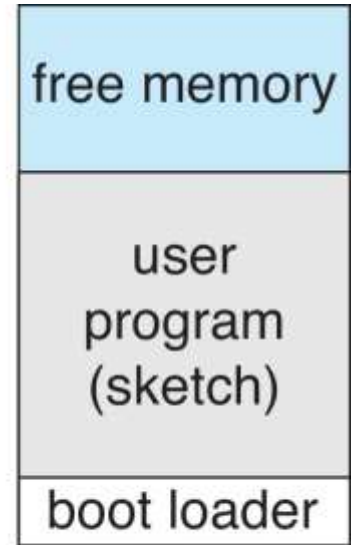 free memory
user
program
(sketch)
boot loader